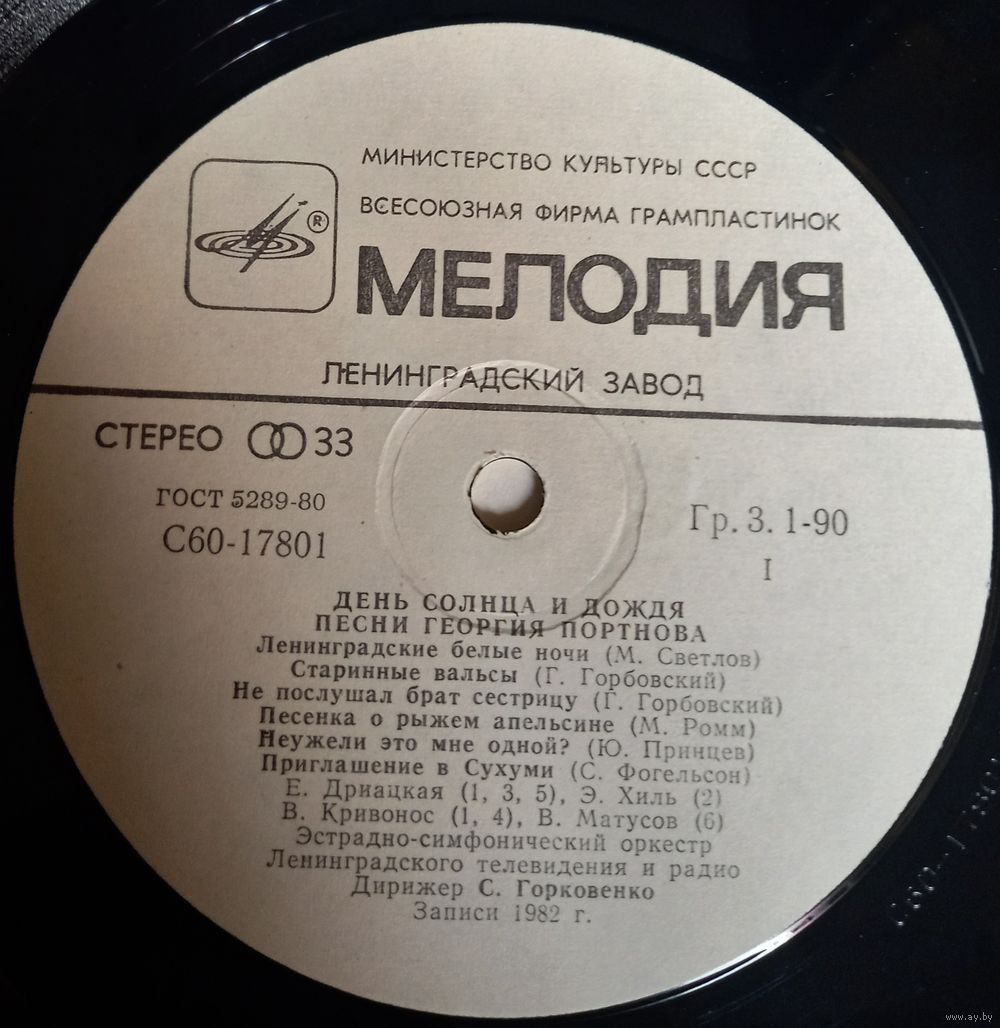 МИНИСТЕРСТВО КУЛЬТУРЫ СССР
ВСЕСОЮЗНАЯ ФИРМА ГРАМПЛАСТИНОК
®
МЕЛОДИЯ
ЛЕНИНГРАДСКИЙ ЗАВОД
СТЕРЕО 33
ГОСТ 5289-80
С60-17801
Гр. 3. 1-90
I
ДЕНЬ СОЛНЦА И ДОЖДЯ
ПЕСНИ ГЕОРГИЯ ПОРТНОВА
Ленинградские белые ночи (М. Светлов)
Старинные вальсы (Г. Горбовский)
Не послушал брат сестрицу (Г. Горбовский)
Песенка о рыжем апельсине (М. Ромм)
Неужели это мне одной? (Ю. Принцев)
Приглашение в Сухуми (С. Фогельсон)
Е. Дриацкая (1, 3, 5), Э. Хиль (2)
В. Кривонос (1, 4), В. Матусов (6)
Эстрадно-симфонический оркестр
Ленинградского телевидения и радио
Дирижер С. Горковенко
Записи 1982 г.
www.ay.by